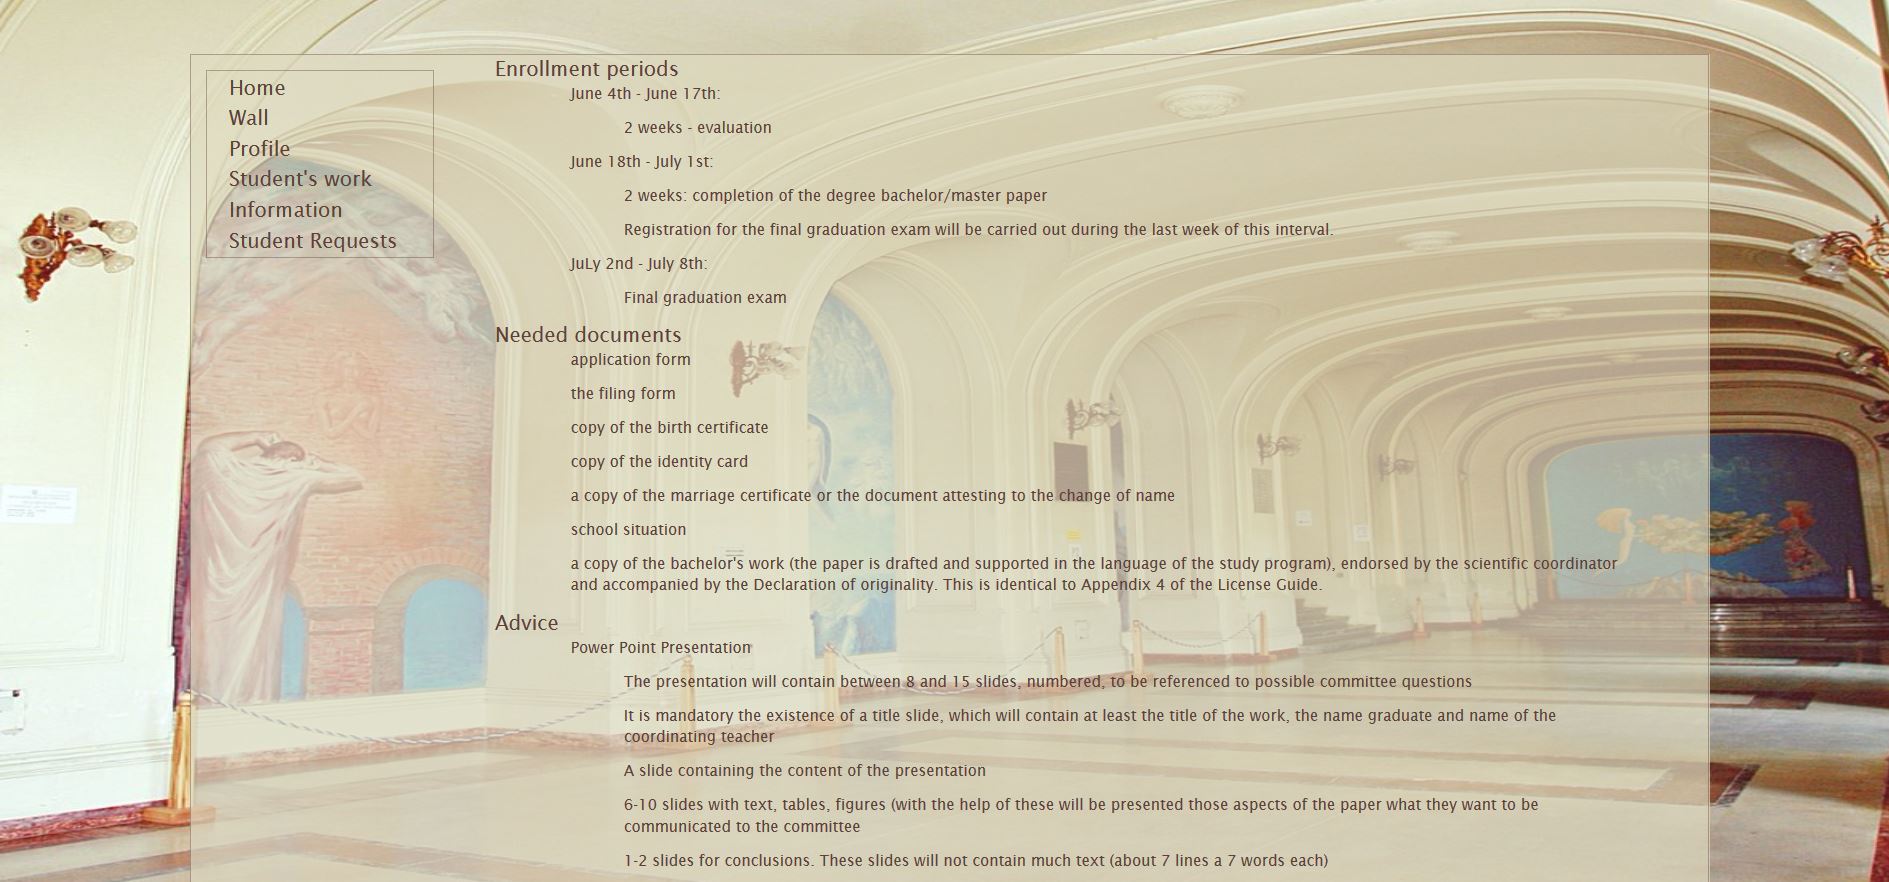 Home
Wall
Profile
Student's work
Information
Student Requests
Enrollment periods
June 4th - June 17th:
2 weeks - evaluation
June 18th - July 1st:
2 weeks: completion of the degree bachelor/master paper
Registration for the final graduation exam will be carried out during the last week of this interval.
JuLy 2nd - July 8th:
Final graduation exam
Needed documents
application form
the filing form
copy of the birth certificate
copy of the identity card
a copy of the marriage certificate or the document attesting to the change of name
school situation
a copy of the bachelor's work (the paper is drafted and supported in the language of the study program), endorsed by the scientific coordinator
and accompanied by the Declaration of originality. This is identical to Appendix 4 of the License Guide.
Advice
Power Point Presentation
The presentation will contain between 8 and 15 slides, numbered, to be referenced to possible committee questions
It is mandatory the existence of a title slide, which will contain at least the title of the work, the name graduate and name of the
coordinating teacher
A slide containing the content of the presentation
6-10 slides with text, tables, figures (with the help of these will be presented those aspects of the paper what they want to be
communicated to the committee
1-2 slides for conclusions. These slides will not contain much text (about 7 lines a 7 words each)